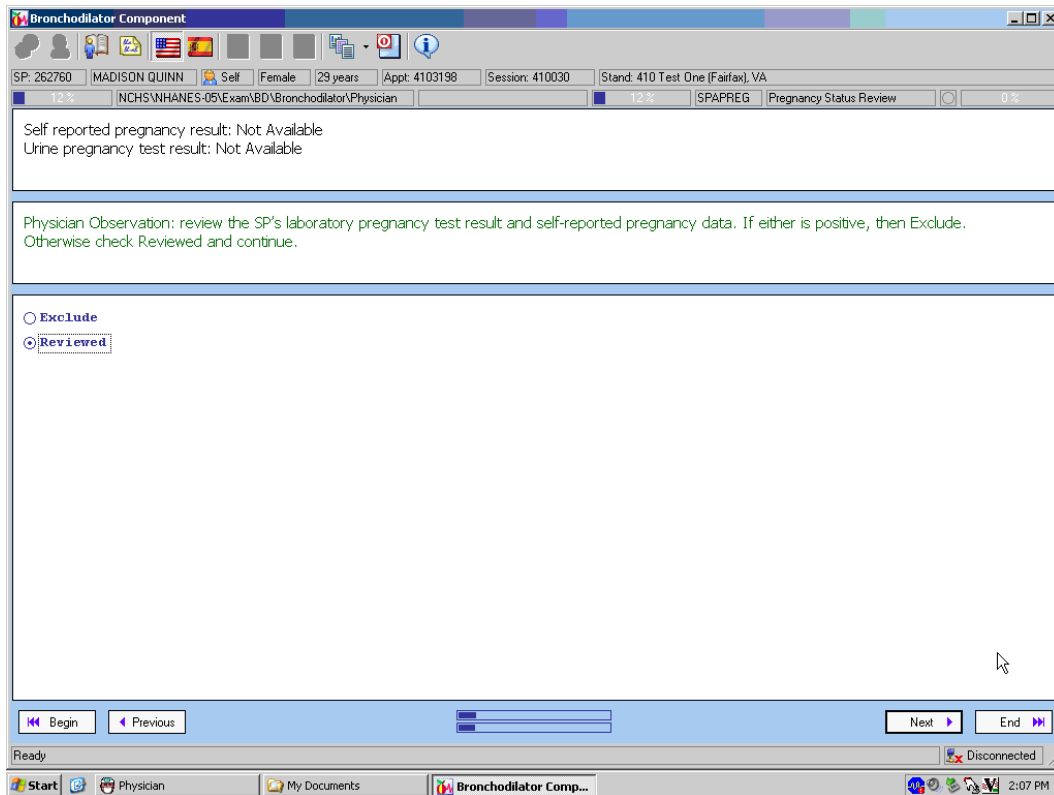 Bronchodilator Component
SP: 262760 MADISON QUINN Self Female 29 years Appt: 4103198 Session: 410030 Stand: 410 Test One (Fairfax), VA
12% NCHS\NHANES-05\Exam\BD\Bronchodilator\Physician 12% SPAPREG Pregnancy Status Review 0%
Self reported pregnancy result: Not Available
Urine pregnancy test result: Not Available
Physician Observation: review the SP's laboratory pregnancy test result and self-reported pregnancy data. If either is positive, then Exclude.
Otherwise check Reviewed and continue.
Exclude
Reviewed
Begin Previous Next End
Ready Disconnected
Start Physician My Documents Bronchodilator Comp... 2:07 PM